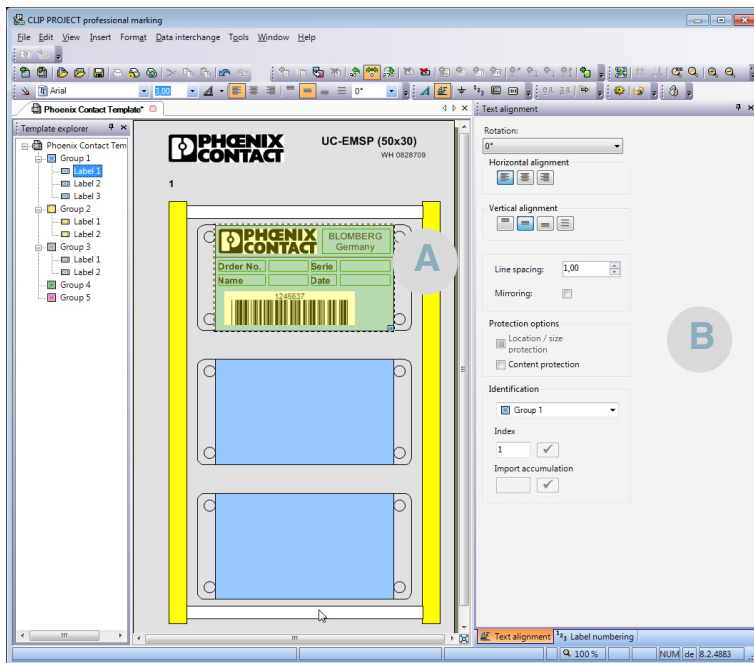 CLIP PROJECT professional marking
File Edit View Insert Format Data interchange Tools Window Help
Arial 3.00 0°
Phoenix Contact Template*
Text alignment
Template explorer
Phoenix Contact Tem
Group 1
Label 1
Label 2
Label 3
Group 2
Label 1
Label 2
Group 3
Label 1
Label 2
Group 4
Group 5
PHŒNIX
CONTACT
UC-EMSP (50x30)
WH 0828709
1
PHŒNIX
CONTACT
BLOMBERG
Germany
Order No. Serie
Name Date
1246837
A
Rotation:
0°
Horizontal alignment
Vertical alignment
Line spacing: 1,00
Mirroring:
Protection options
Location / size
protection
Content protection
B
Identification
Group 1
Index
1
Import accumulation
Text alignment Label numbering
100 % NUM de 8.2.4883